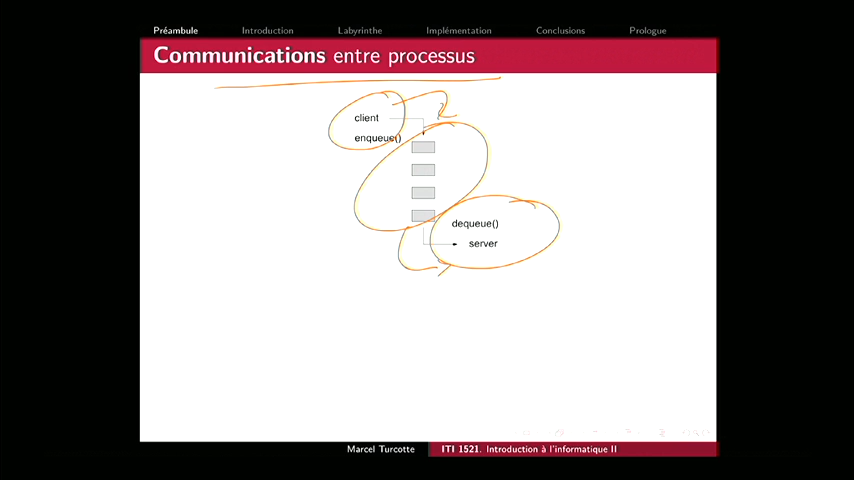 Préambule Introduction Labyrinthe Implémentation Conclusions Prologue
Communications entre processus
client
enqueue()
dequeue()
server
Marcel Turcotte ITI 1521. Introduction à l'informatique II